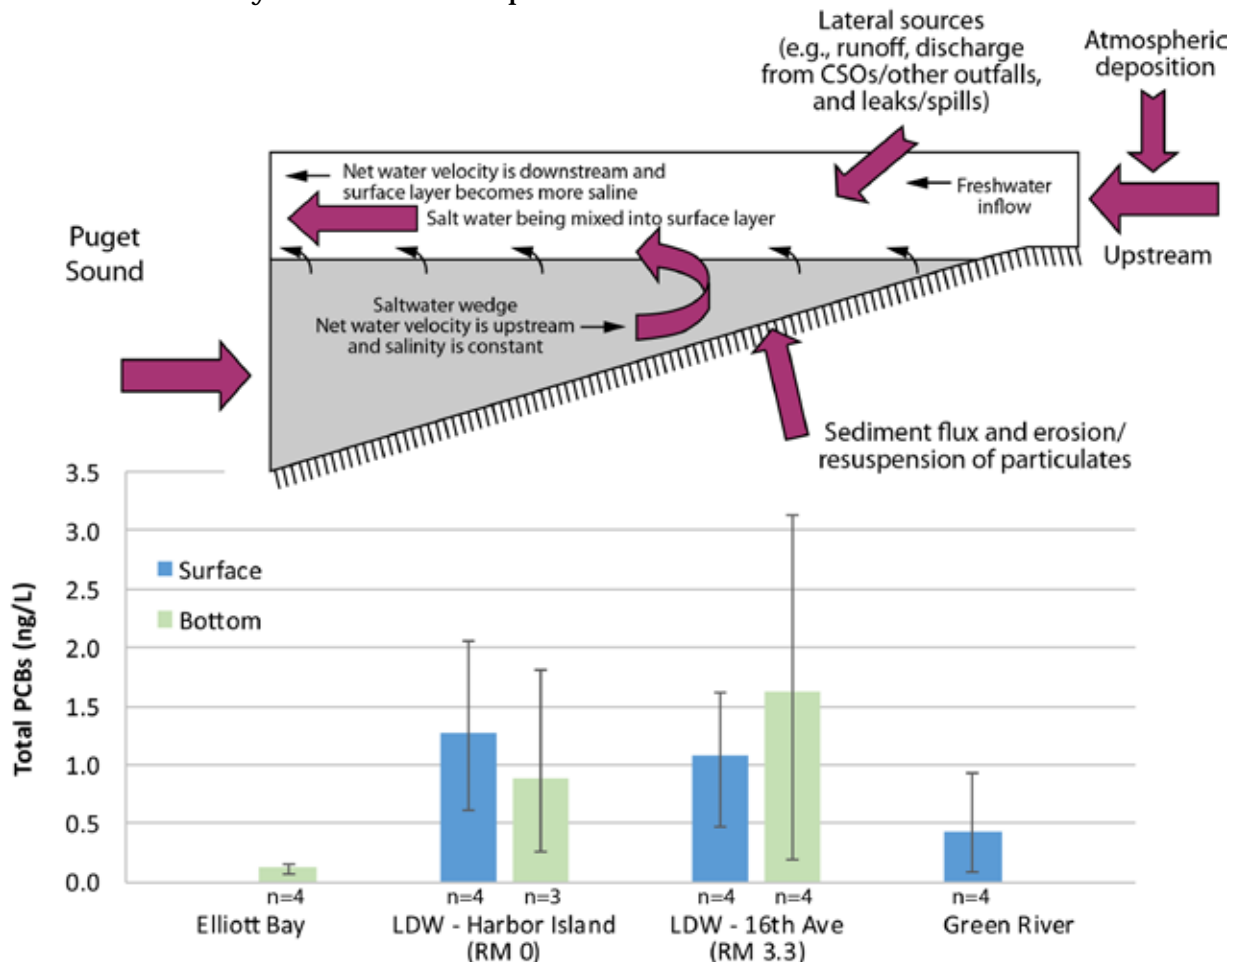 Lateral sources
(e.g., runoff, discharge
from CSOs/other outfalls,
and leaks/spills)
Atmospheric
deposition
Net water velocity is downstream and
surface layer becomes more saline
Salt water being mixed into surface layer
Freshwater
inflow
Puget
Sound
Upstream
Saltwater wedge
Net water velocity is upstream
and salinity is constant
Sediment flux and erosion/
resuspension of particulates
Total PCBs (ng/L)
3.5
3.0
2.5
2.0
1.5
1.0
0.5
0.0
Surface
Bottom
n=4
n=4
n=3
n=4
n=4
n=4
Elliott Bay
LDW - Harbor Island
(RM 0)
LDW - 16th Ave
(RM 3.3)
Green River